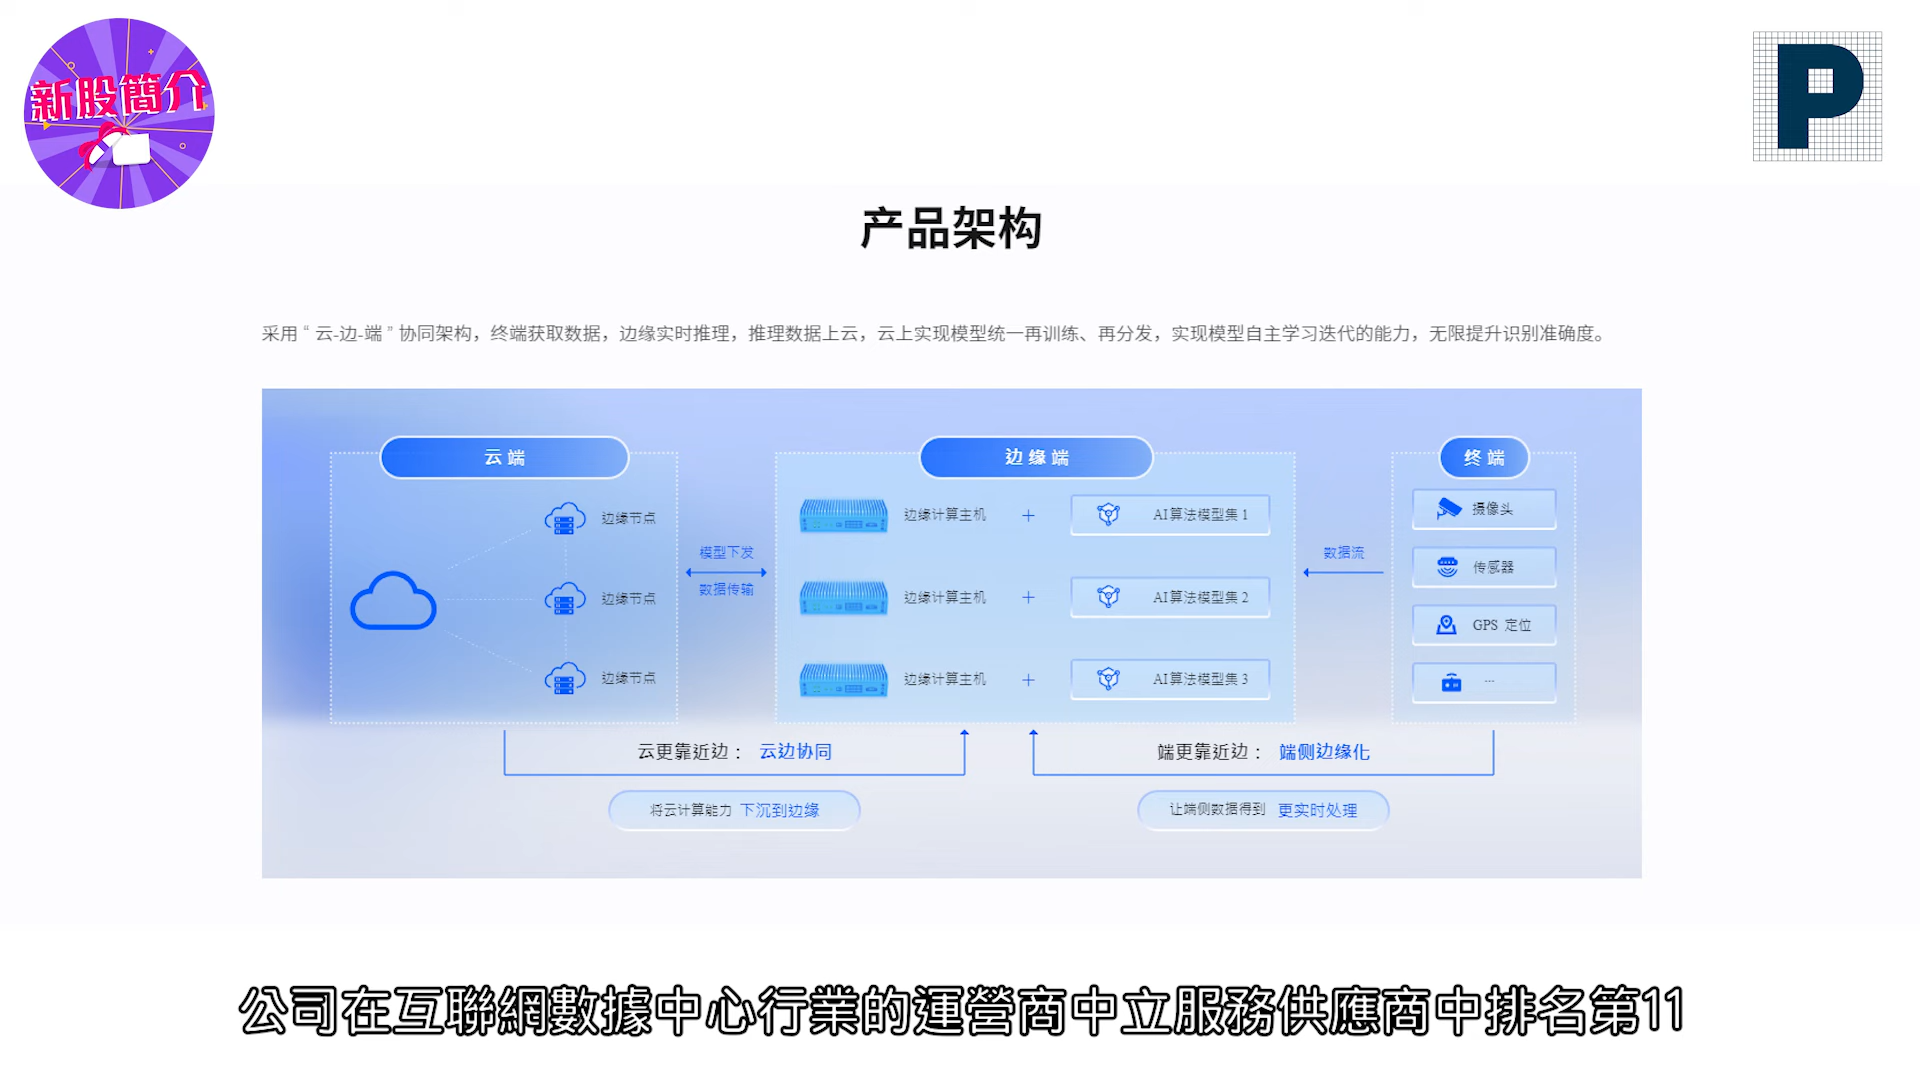 新股簡介
P
产品架构
采用“ 云-边-端 ”协同架构，终端获取数据，边缘实时推理，推理数据上云，云上实现模型统一再训练、再分发，实现模型自主学习迭代的能力，无限提升识别准确度。
云端
边缘节点
边缘节点
边缘节点
模型下发
数据传输
边缘端
边缘计算主机 + AI算法模型集 1
边缘计算主机 + AI算法模型集 2
边缘计算主机 + AI算法模型集 3
数据流
终端
摄像头
传感器
GPS 定位
...
云更靠近边： 云边协同
将云计算能力 下沉到边缘
端更靠近边： 端侧边缘化
让端侧数据得到 更实时处理
公司在互聯網數據中心行業的運營商中立服務供應商中排名第11